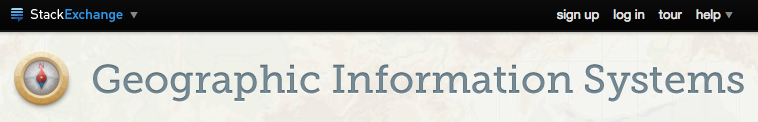 StackExchange ▼ sign up log in tour help ▼
N
Geographic Information Systems